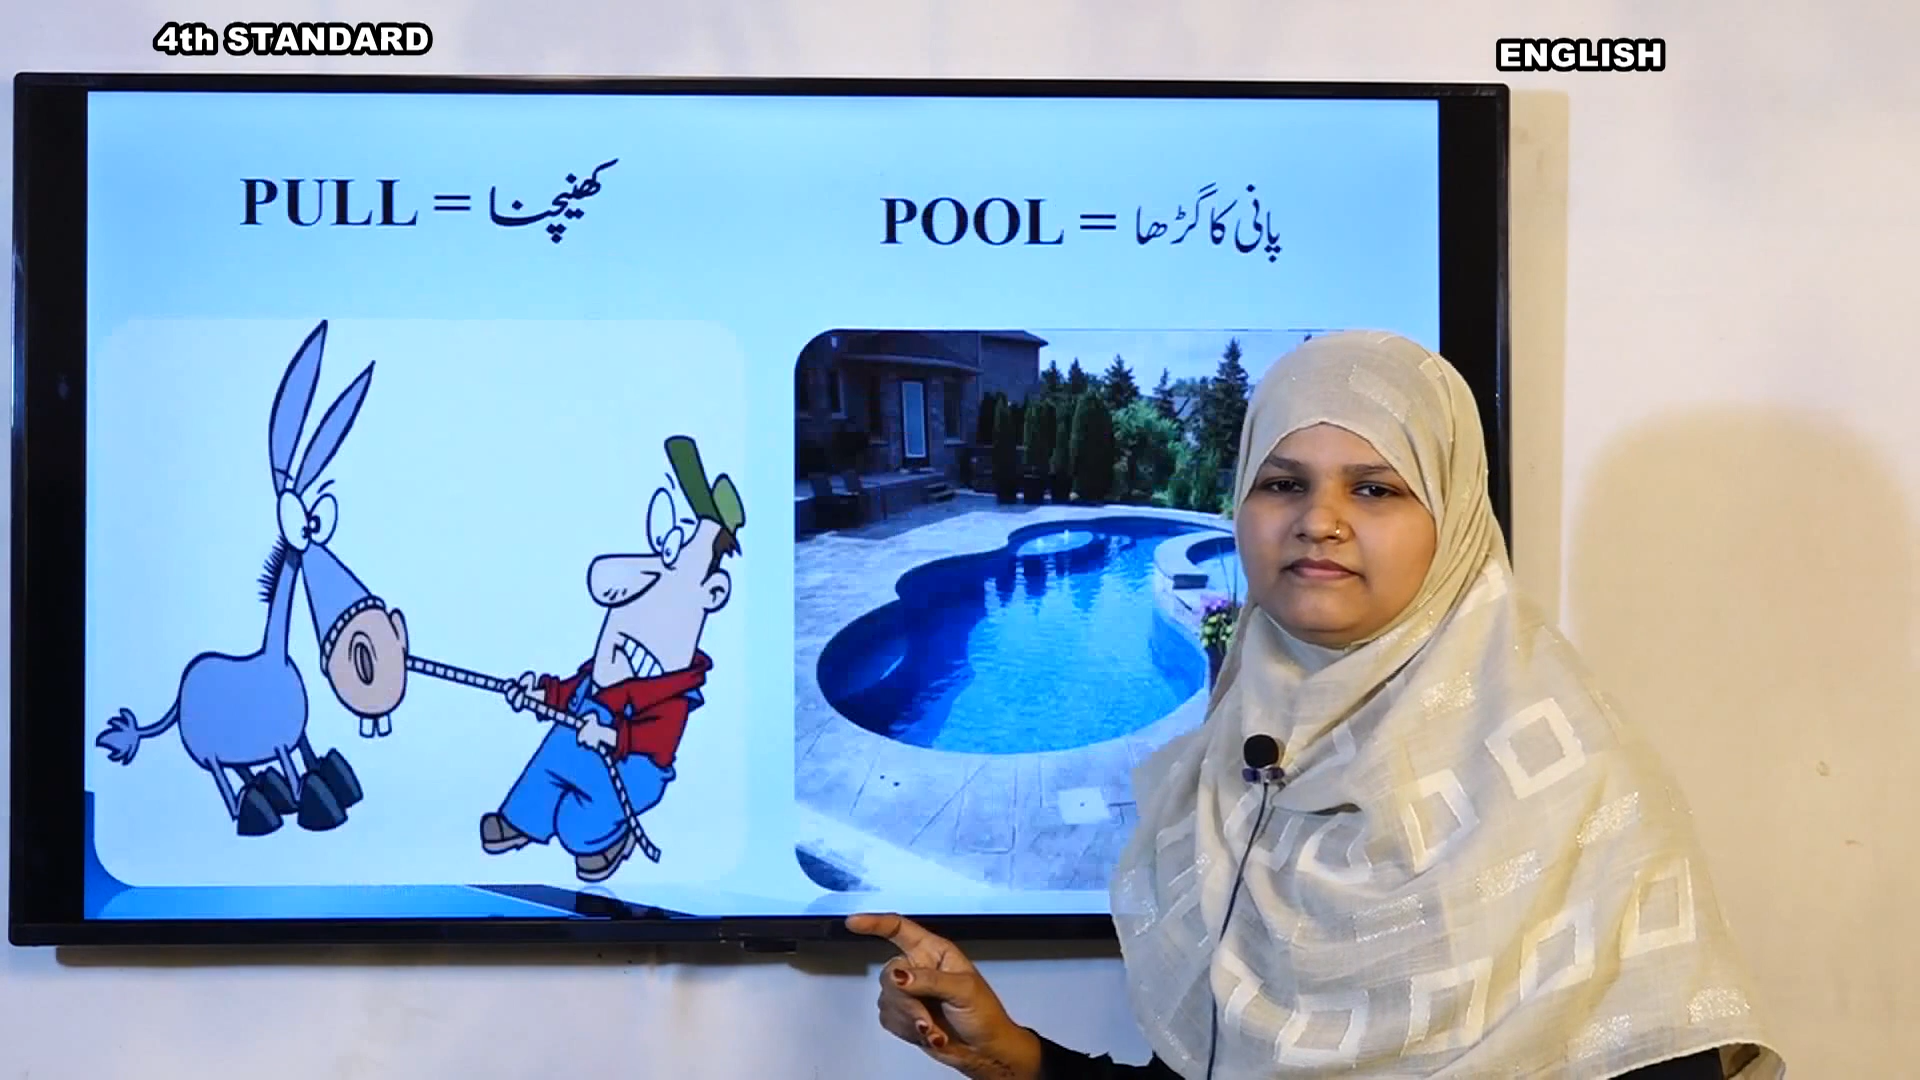 4th STANDARD
ENGLISH
PULL = کھینچنا
POOL = پانی کا گڑھا